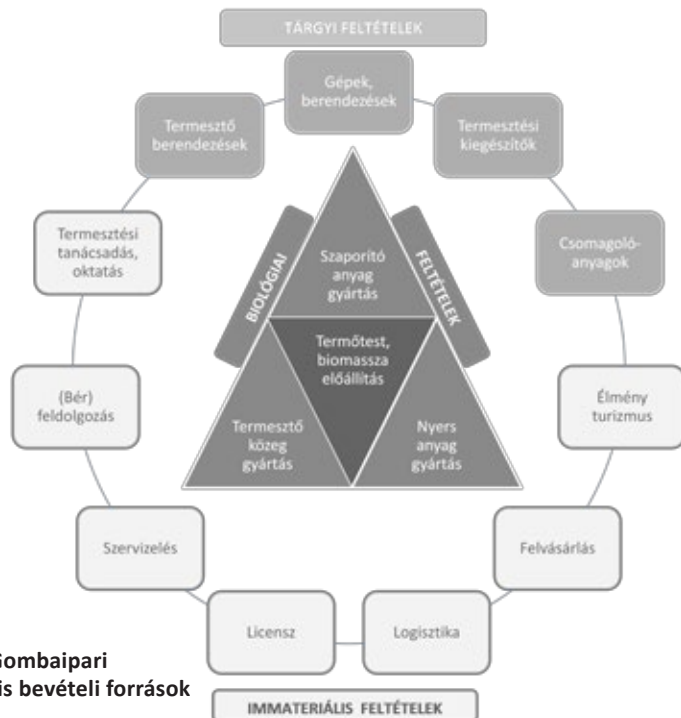 TÁRGYI FELTÉTELEK
Gépek,
berendezések
Termesztő
berendezések
Termesztési
kiegészítők
Termesztési
tanácsadás,
oktatás
Csomagoló-
anyagok
BIOLÓGIAI
FELTÉTELEK
Szaporító
anyag
gyártás
Termőtest,
biomassza
előállítás
Termesztő
közeg
gyártás
Nyers
anyag
gyártás
(Bér)
feldolgozás
Élmény
turizmus
Szervizelés
Felvásárlás
Licensz
Logisztika
Gombaipari
is bevételi források
IMMATERIÁLIS FELTÉTELEK